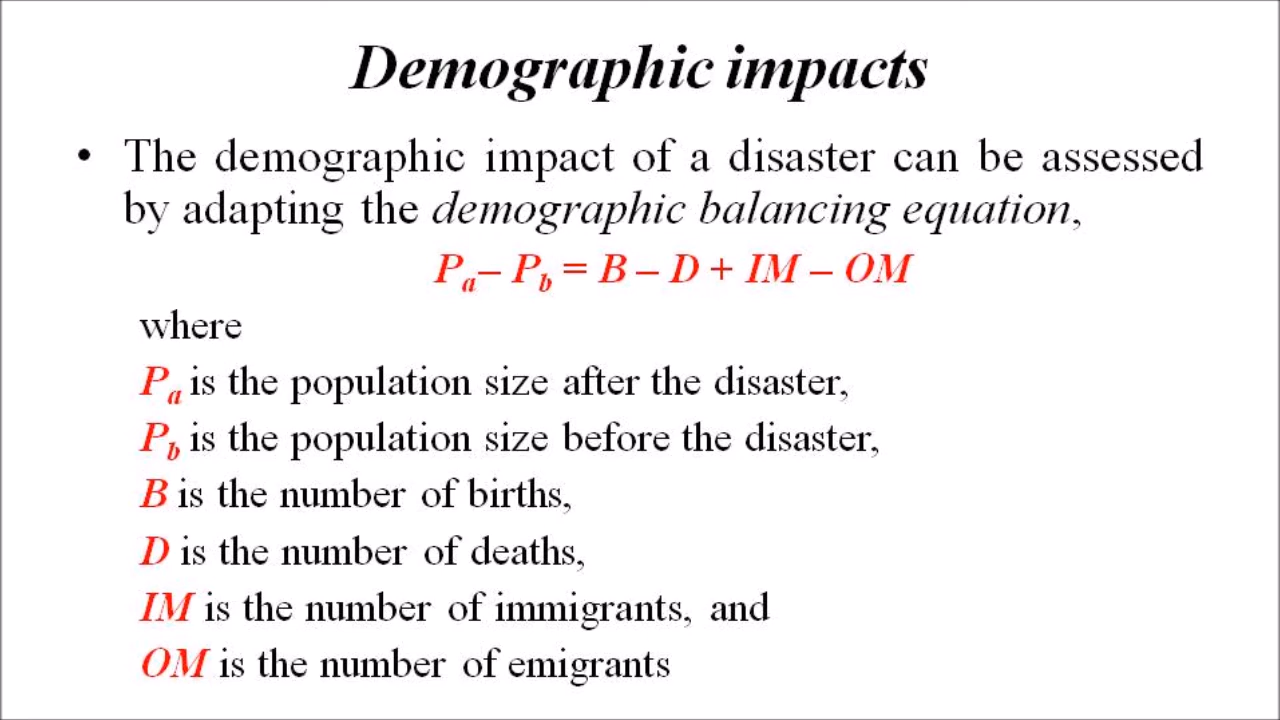 Demographic impacts
• The demographic impact of a disaster can be assessed
by adapting the demographic balancing equation,
Pa– Pb = B – D + IM – OM
where
Pa is the population size after the disaster,
Pb is the population size before the disaster,
B is the number of births,
D is the number of deaths,
IM is the number of immigrants, and
OM is the number of emigrants